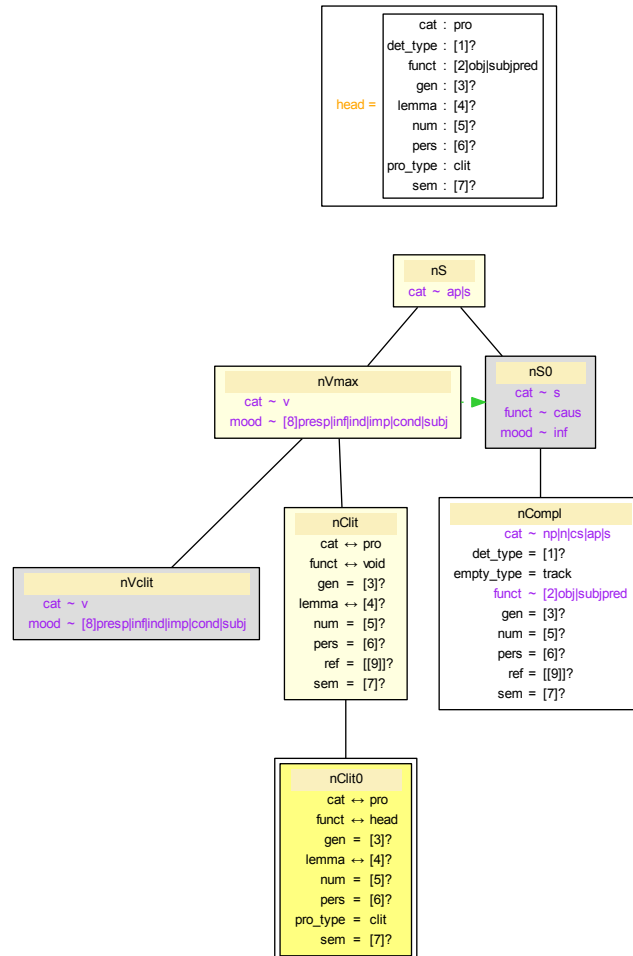 cat : pro
det_type : [1]?
funct : [2]obj|subjpred
gen : [3]?
head =
lemma : [4]?
num : [5]?
pers : [6]?
pro_type : clit
sem : [7]?
nS
cat ~ ap|s
nVmax
cat ~ v
mood ~ [8]presp|inf|ind|imp|cond|subj
nS0
cat ~ s
funct ~ caus
mood ~ inf
nVclit
cat ~ v
mood ~ [8]presp|inf|ind|imp|cond|subj
nClit
cat ↔ pro
funct ↔ void
gen = [3]?
lemma ↔ [4]?
num = [5]?
pers = [6]?
ref = [[9]]?
sem = [7]?
nCompl
cat ~ np|n|cs|ap|s
det_type = [1]?
empty_type = track
funct ~ [2]obj|subjpred
gen = [3]?
num = [5]?
pers = [6]?
ref = [[9]]?
sem = [7]?
nClit0
cat ↔ pro
funct ↔ head
gen = [3]?
lemma ↔ [4]?
num = [5]?
pers = [6]?
pro_type = clit
sem = [7]?